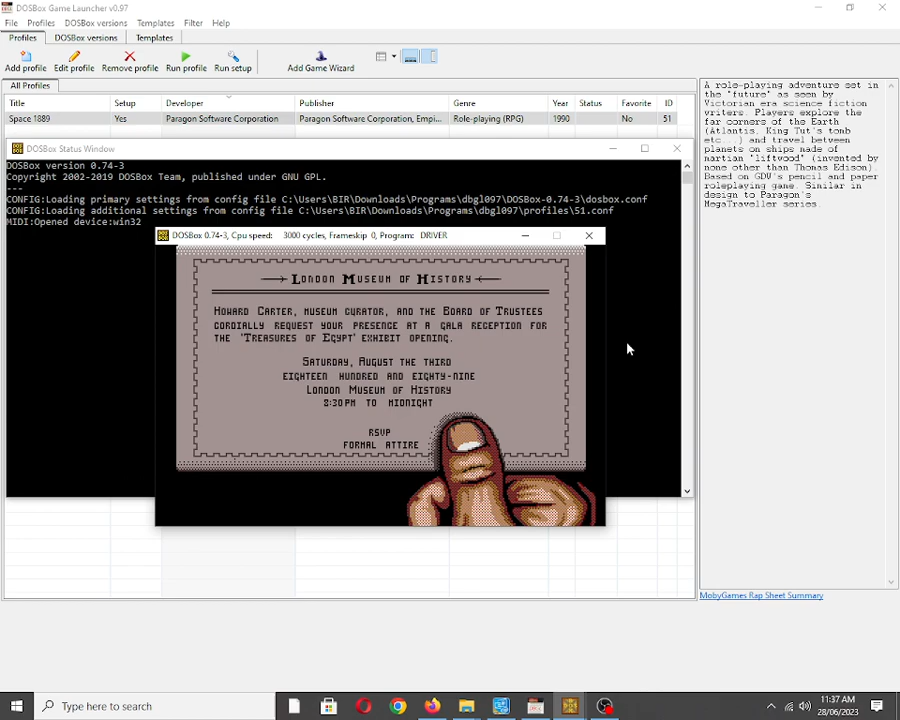 DOSBox Game Launcher v0.97
File Profiles DOSBox versions Templates Filter Help
Profiles DOSBox versions Templates
Add profile Edit profile Remove profile Run profile Run setup Add Game Wizard
All Profiles
Title Setup Developer Publisher Genre Year Status Favorite ID
Space 1889 Yes Paragon Software Corporation Paragon Software Corporation, Empi... Role-playing (RPG) 1990 No 51
DOSBox Status Window
DOSBox version 0.74-3
Copyright 2002-2019 DOSBox Team, published under GNU GPL.
---
CONFIG:Loading primary settings from config file C:\Users\BIR\Downloads\Programs\dbgl097\DOSBox-0.74-3\dosbox.conf
CONFIG:Loading additional settings from config file C:\Users\BIR\Downloads\Programs\dbgl097\profiles\51.conf
MIDI:Opened device:win32
DOSBox 0.74-3, Cpu speed: 3000 cycles, Frameskip 0, Program: DRIVER
London Museum of History
Howard Carter, museum curator, and the Board of Trustees
cordially request your presence at a gala reception for
the 'Treasures of Egypt' exhibit opening.
Saturday, August the third
eighteen hundred and eighty-nine
London Museum of History
8:30pm to midnight
RSVP
formal attire
A role-playing adventure set in
the "future" as seen by
Victorian era science fiction
writers. Players explore the
far corners of the Earth
(Atlantis, King Tut's tomb
etc...) and travel between
planets on ships made of
martian "liftwood" (invented by
none other than Thomas Edison).
Based on GDW's pencil and paper
roleplaying game. Similar in
design to Paragon's
MegaTraveller series.
MobyGames Rap Sheet Summary
Type here to search
11:37 AM
28/06/2023